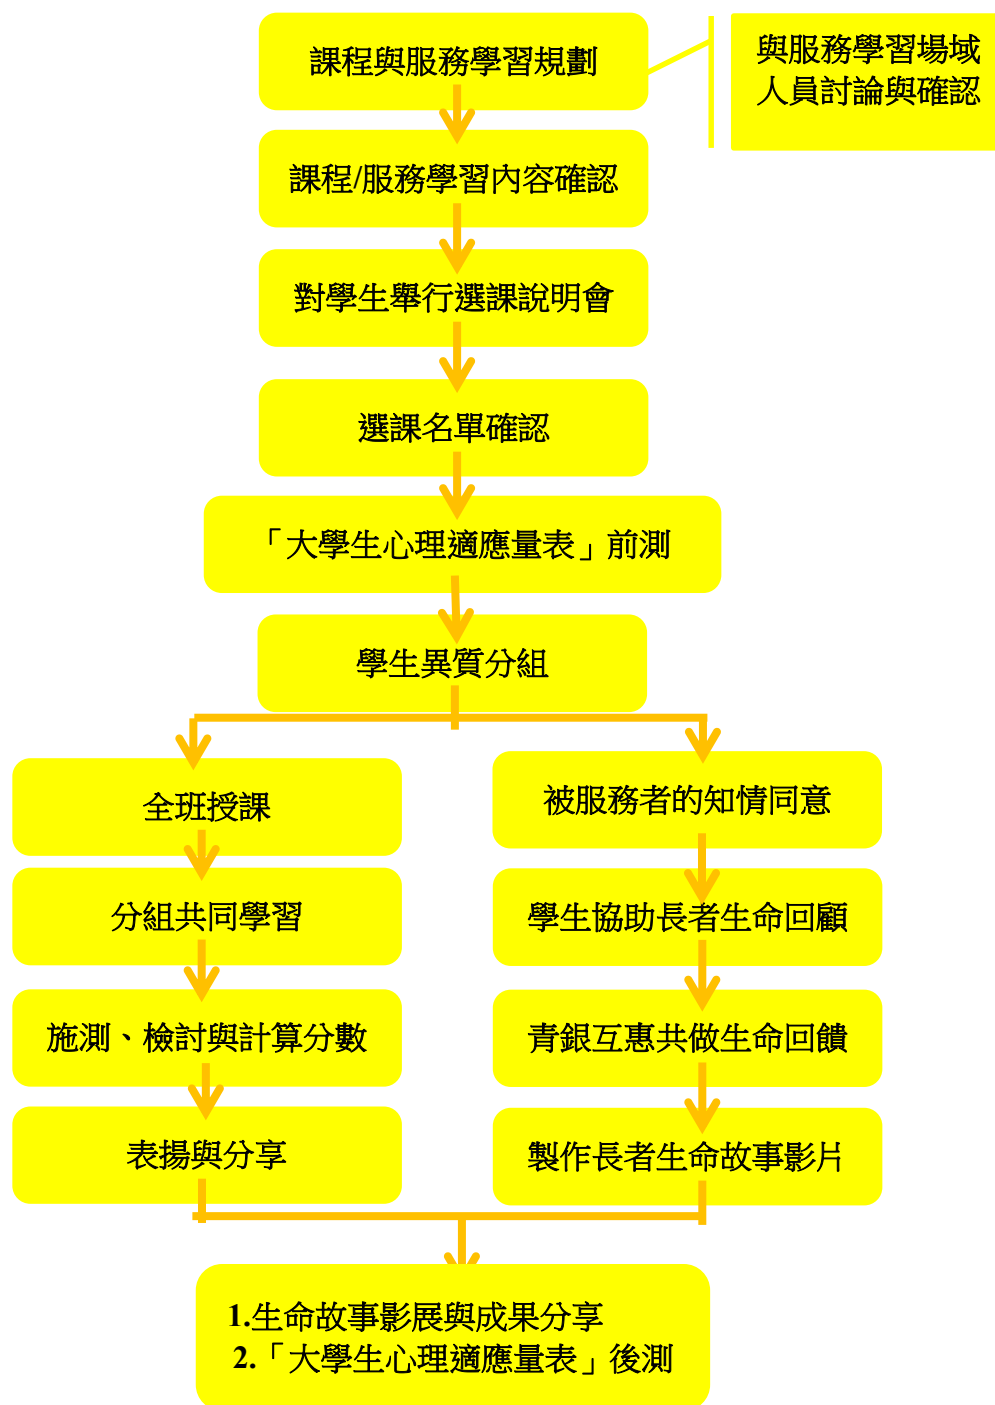 課程與服務學習規劃
與服務學習場域
人員討論與確認
課程/服務學習內容確認
對學生舉行選課說明會
選課名單確認
「大學生心理適應量表」前測
學生異質分組
全班授課
分組共同學習
施測、檢討與計算分數
表揚與分享
被服務者的知情同意
學生協助長者生命回顧
青銀互惠共做生命回饋
製作長者生命故事影片
1.生命故事影展與成果分享
2.「大學生心理適應量表」後測